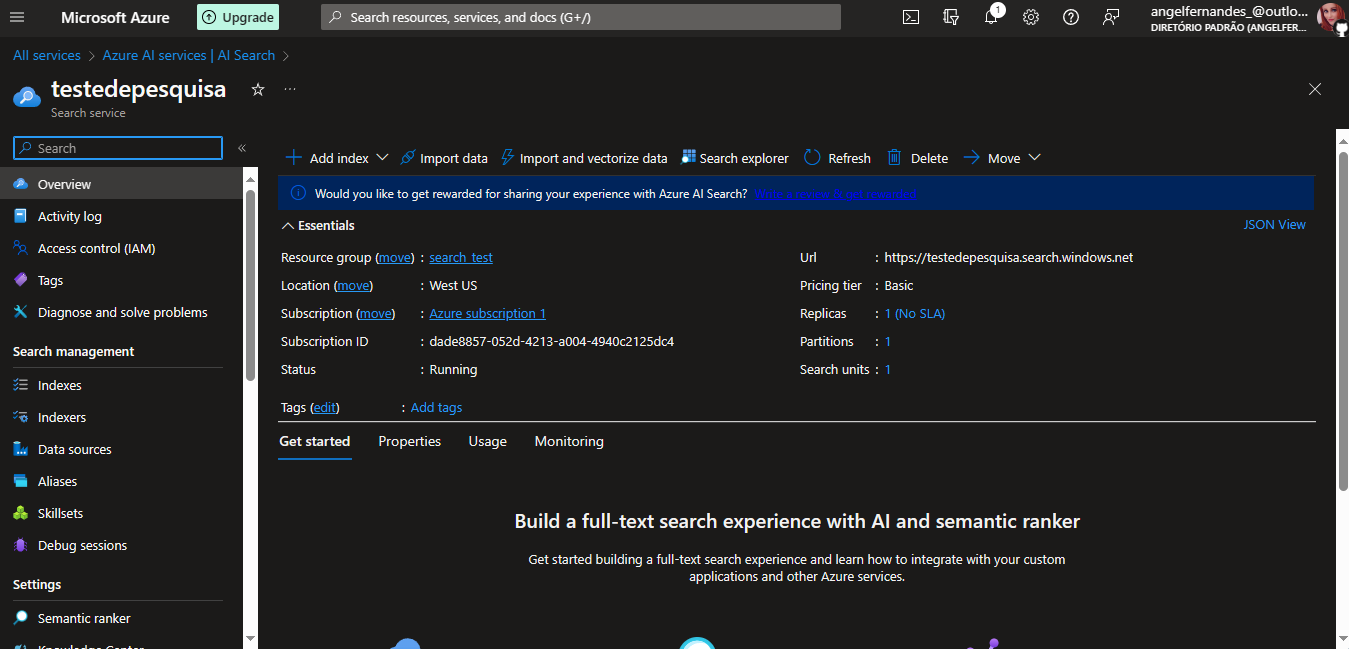 Microsoft Azure
Upgrade
Search resources, services, and docs (G+/)
1
angelfernandes_@outlo...
DIRETÓRIO PADRÃO (ANGELFER...
All services > Azure AI services | AI Search >
testedepesquisa
...
Search service
Search
«
Overview
Activity log
Access control (IAM)
Tags
Diagnose and solve problems
Search management
Indexes
Indexers
Data sources
Aliases
Skillsets
Debug sessions
Settings
Semantic ranker
Knowledge Center
Add index Import data Import and vectorize data Search explorer Refresh Delete Move
Would you like to get rewarded for sharing your experience with Azure AI Search?
Essentials
JSON View
Resource group (move) : search_test
Location (move) : West US
Subscription (move) : Azure subscription 1
Subscription ID : dade8857-052d-4213-a004-4940c2125dc4
Status : Running
Url : https://testedepesquisa.search.windows.net
Pricing tier : Basic
Replicas : 1 (No SLA)
Partitions : 1
Search units : 1
Tags (edit) : Add tags
Get started Properties Usage Monitoring
Build a full-text search experience with AI and semantic ranker
Get started building a full-text search experience and learn how to integrate with your custom
applications and other Azure services.